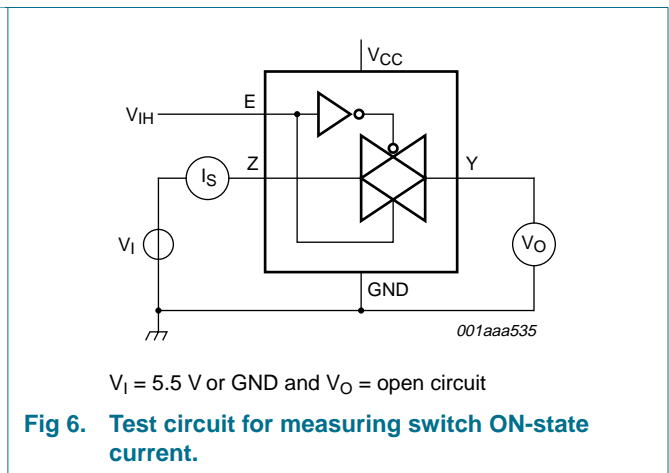 VCC
E
VIH
Z
Y
IS
VI
VO
GND
001aaa535
VI = 5.5 V or GND and VO = open circuit
Fig 6. Test circuit for measuring switch ON-state
current.